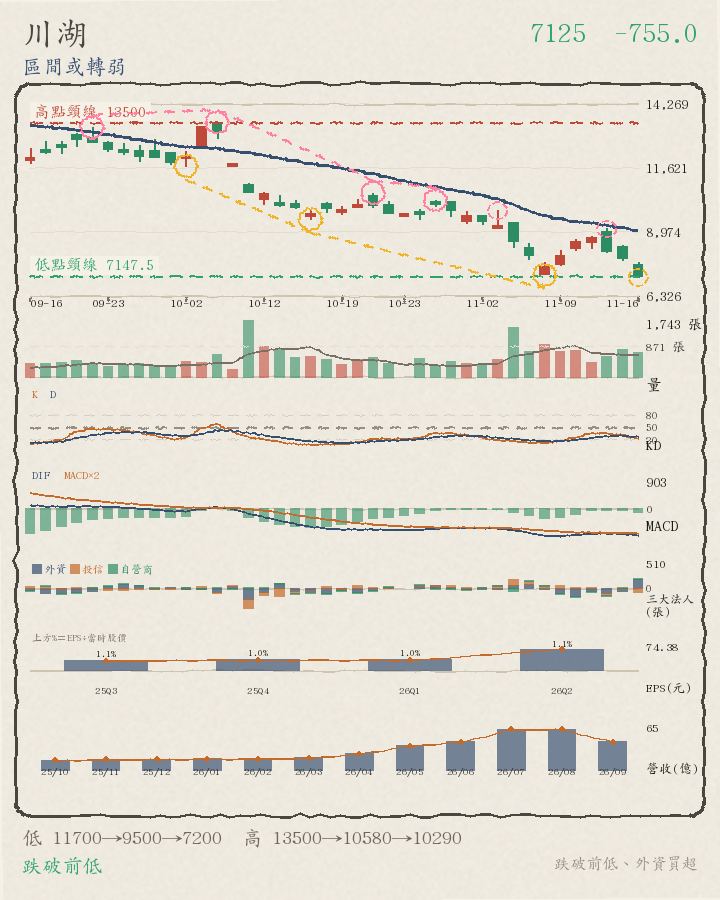 川湖
7125 -755.0
區間或轉弱
高點頸線 13500
14,269
11,621
8,974
低點頸線 7147.5
6,326
09-16 09-23 10-02 10-12 10-19 10-23 11-02 11-09 11-16
1,743 張
871 張
量
K D
80
50
20
KD
DIF MACD×2
903
0
MACD
外資 投信 自營商
510
0
三大法人
(張)
上方%=EPS÷當時股價
74.38
1.1% 1.0% 1.0% 1.1%
25Q3 25Q4 26Q1 26Q2
EPS(元)
65
25/10 25/11 25/12 26/01 26/02 26/03 26/04 26/05 26/06 26/07 26/08 26/09
營收(億)
低 11700→9500→7200 高 13500→10580→10290
跌破前低
跌破前低、外資買超